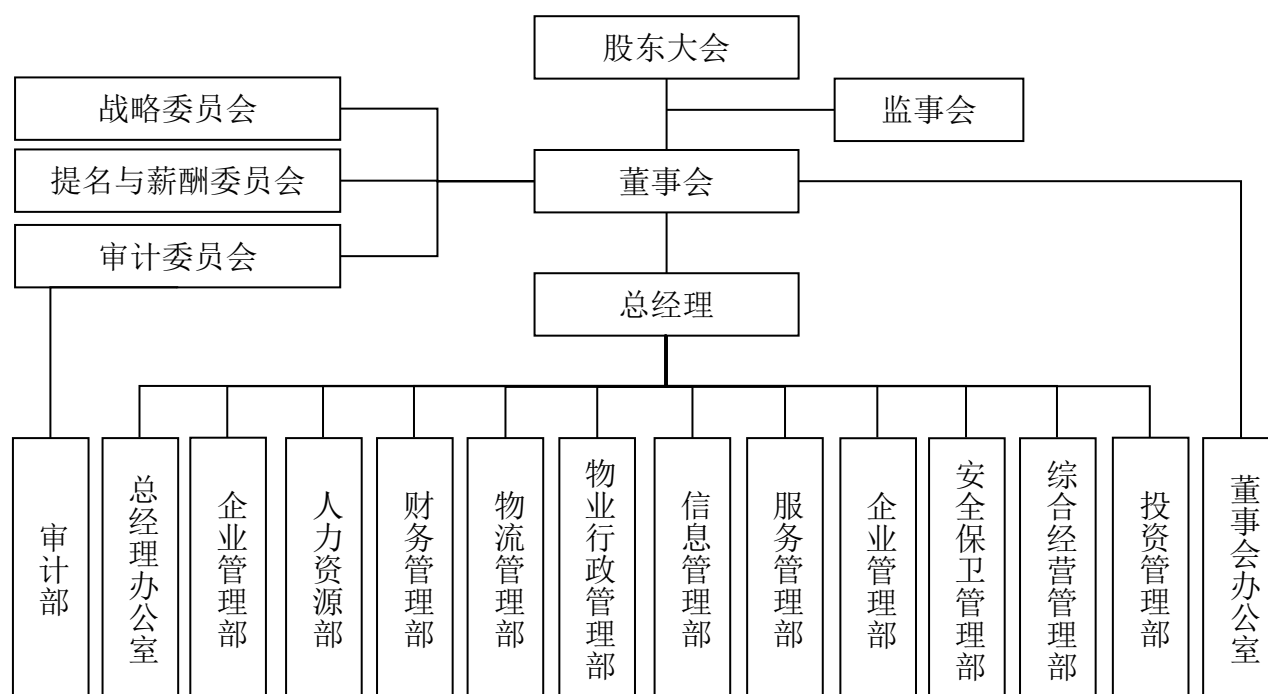 股东大会
战略委员会
监事会
提名与薪酬委员会
董事会
审计委员会
总经理
审计部
总经理办公室
企业管理部
人力资源部
财务管理部
物流管理部
物业行政管理部
信息管理部
服务管理部
企业管理部
安全保卫管理部
综合经营管理部
投资管理部
董事会办公室